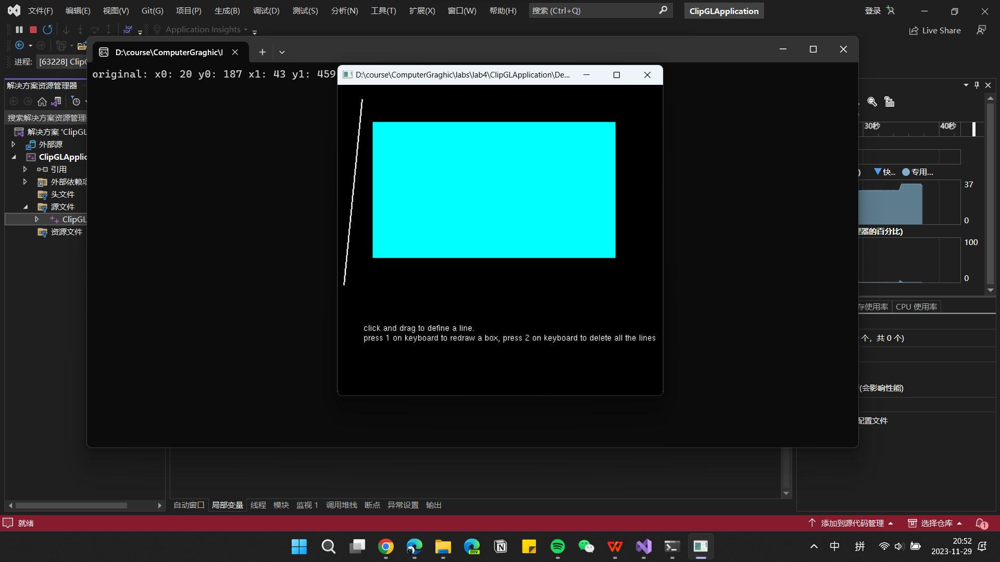 文件(F) 编辑(E) 视图(V) Git(G) 项目(P) 生成(B) 调试(D) 测试(S) 分析(N) 工具(T) 扩展(X) 窗口(W) 帮助(H) 搜索 (Ctrl+Q) ClipGLApplication 登录
Application Insights Live Share
进程: [63228] Clip
D:\course\ComputerGraghic\l
original: x0: 20 y0: 187 x1: 43 y1: 459
D:\course\ComputerGraghic\labs\lab4\ClipGLApplication\De...
解决方案资源管理器
搜索解决方案资源管理
解决方案 'ClipGL
外部源
ClipGLApplic
引用
外部依赖项
头文件
源文件
ClipGL
资源文件
click and drag to define a line.
press 1 on keyboard to redraw a box, press 2 on keyboard to delete all the lines
30秒 40秒
) 快... 专用...
37
0
理器的百分比)
100
0
存使用率 CPU 使用率
个，共 0 个)
(会影响性能)
配置文件
自动窗口 局部变量 线程 模块 监视 1 调用堆栈 断点 异常设置 输出
就绪 添加到源代码管理 选择仓库 1
DEV
中 拼 20:52
2023-11-29